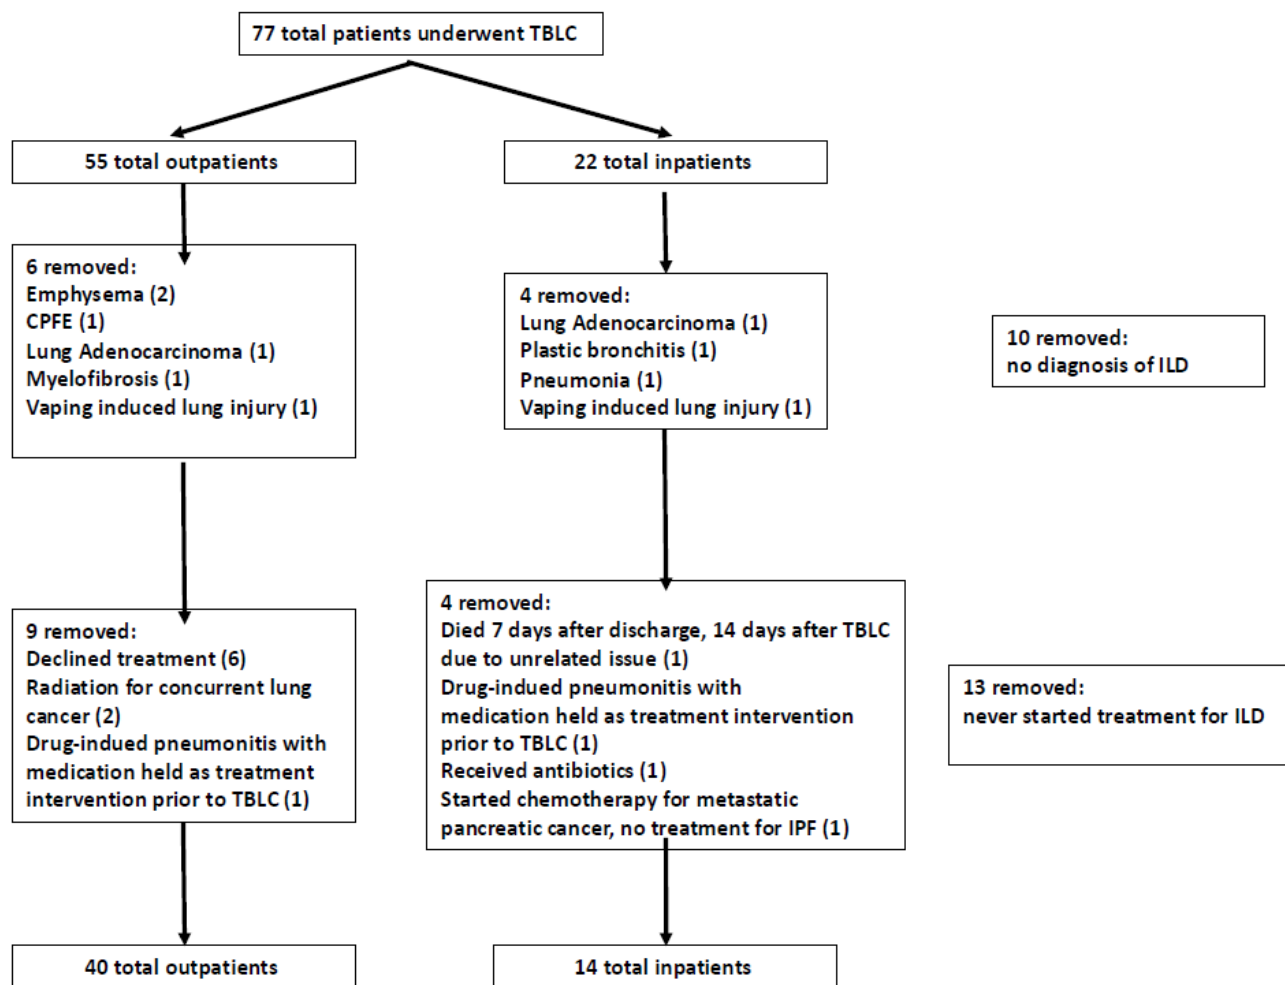 77 total patients underwent TBLC
55 total outpatients
22 total inpatients
6 removed:
Emphysema (2)
CPFE (1)
Lung Adenocarcinoma (1)
Myelofibrosis (1)
Vaping induced lung injury (1)
4 removed:
Lung Adenocarcinoma (1)
Plastic bronchitis (1)
Pneumonia (1)
Vaping induced lung injury (1)
10 removed:
no diagnosis of ILD
9 removed:
Declined treatment (6)
Radiation for concurrent lung
cancer (2)
Drug-indued pneumonitis with
medication held as treatment
intervention prior to TBLC (1)
4 removed:
Died 7 days after discharge, 14 days after TBLC
due to unrelated issue (1)
Drug-indued pneumonitis with
medication held as treatment intervention
prior to TBLC (1)
Received antibiotics (1)
Started chemotherapy for metastatic
pancreatic cancer, no treatment for IPF (1)
13 removed:
never started treatment for ILD
40 total outpatients
14 total inpatients